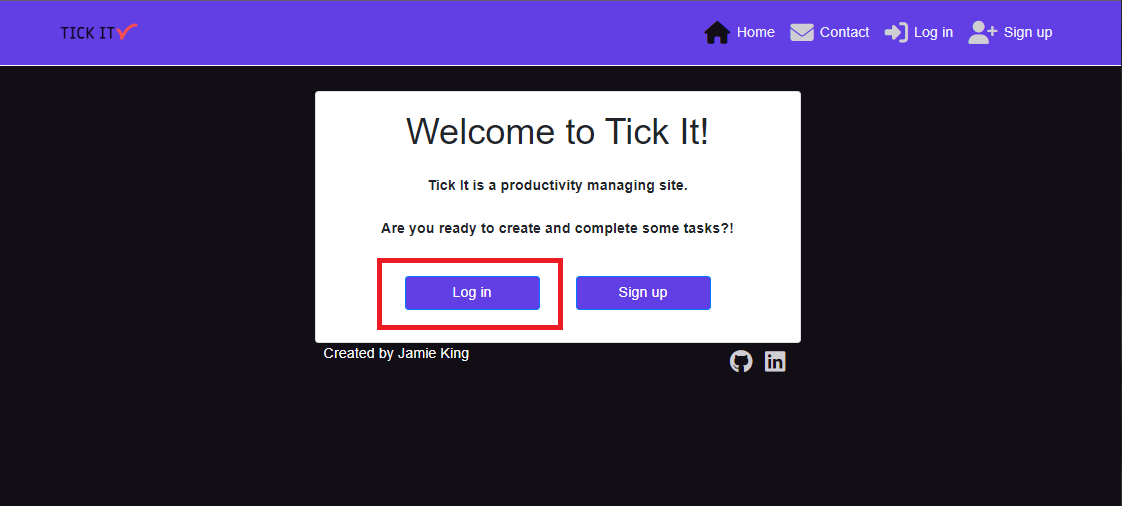 TICK IT
Home Contact Log in Sign up
Welcome to Tick It!
Tick It is a productivity managing site.
Are you ready to create and complete some tasks?!
Log in Sign up
Created by Jamie King
in